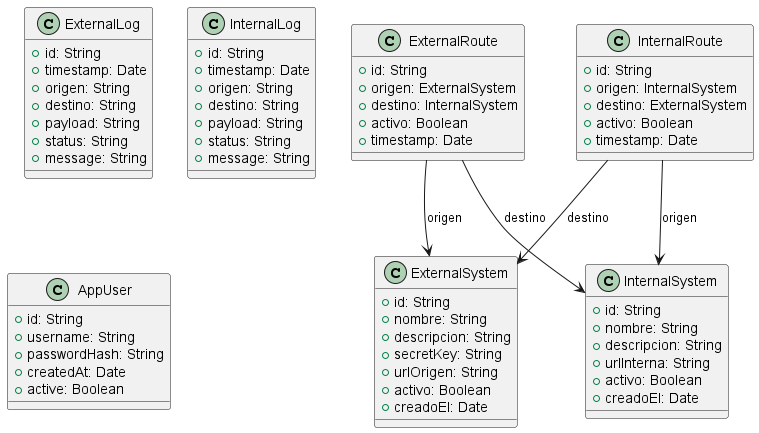 C ExternalLog
id: String
timestamp: Date
origen: String
destino: String
payload: String
status: String
message: String
C InternalLog
id: String
timestamp: Date
origen: String
destino: String
payload: String
status: String
message: String
C ExternalRoute
id: String
origen: ExternalSystem
destino: InternalSystem
activo: Boolean
timestamp: Date
C InternalRoute
id: String
origen: InternalSystem
destino: ExternalSystem
activo: Boolean
timestamp: Date
origen
destino
destino
origen
C AppUser
id: String
username: String
passwordHash: String
createdAt: Date
active: Boolean
C ExternalSystem
id: String
nombre: String
descripcion: String
secretKey: String
urlOrigen: String
activo: Boolean
creadoEl: Date
C InternalSystem
id: String
nombre: String
descripcion: String
urlInterna: String
activo: Boolean
creadoEl: Date